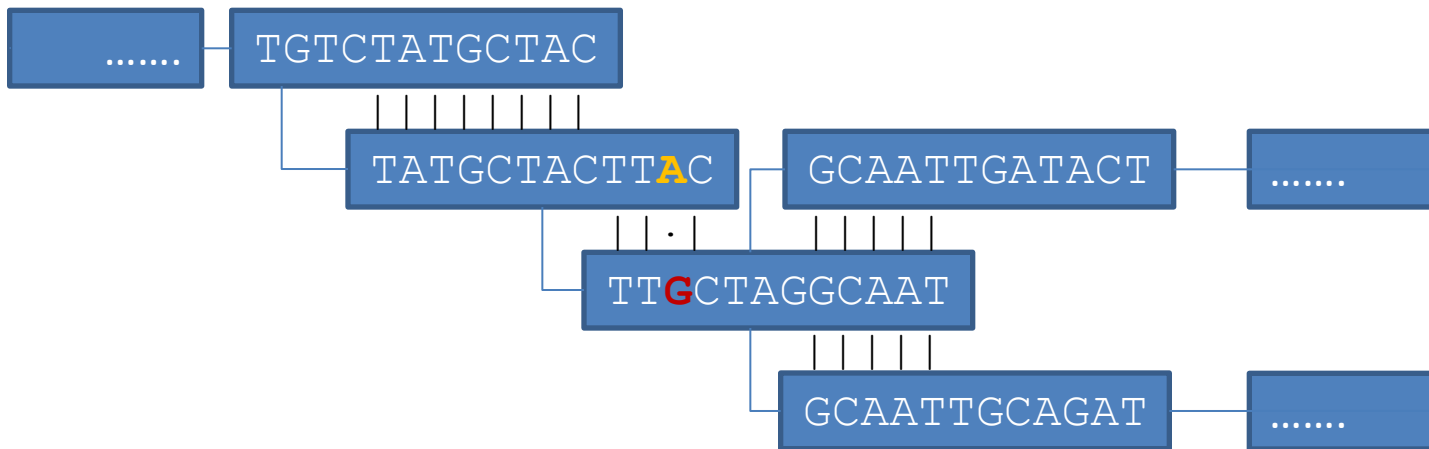 ....... TGTCTATGCTAC
TATGCTACTTAC GCAATTGATACT .......
TTGCTAGGCAAT
GCAATTGCAGAT .......